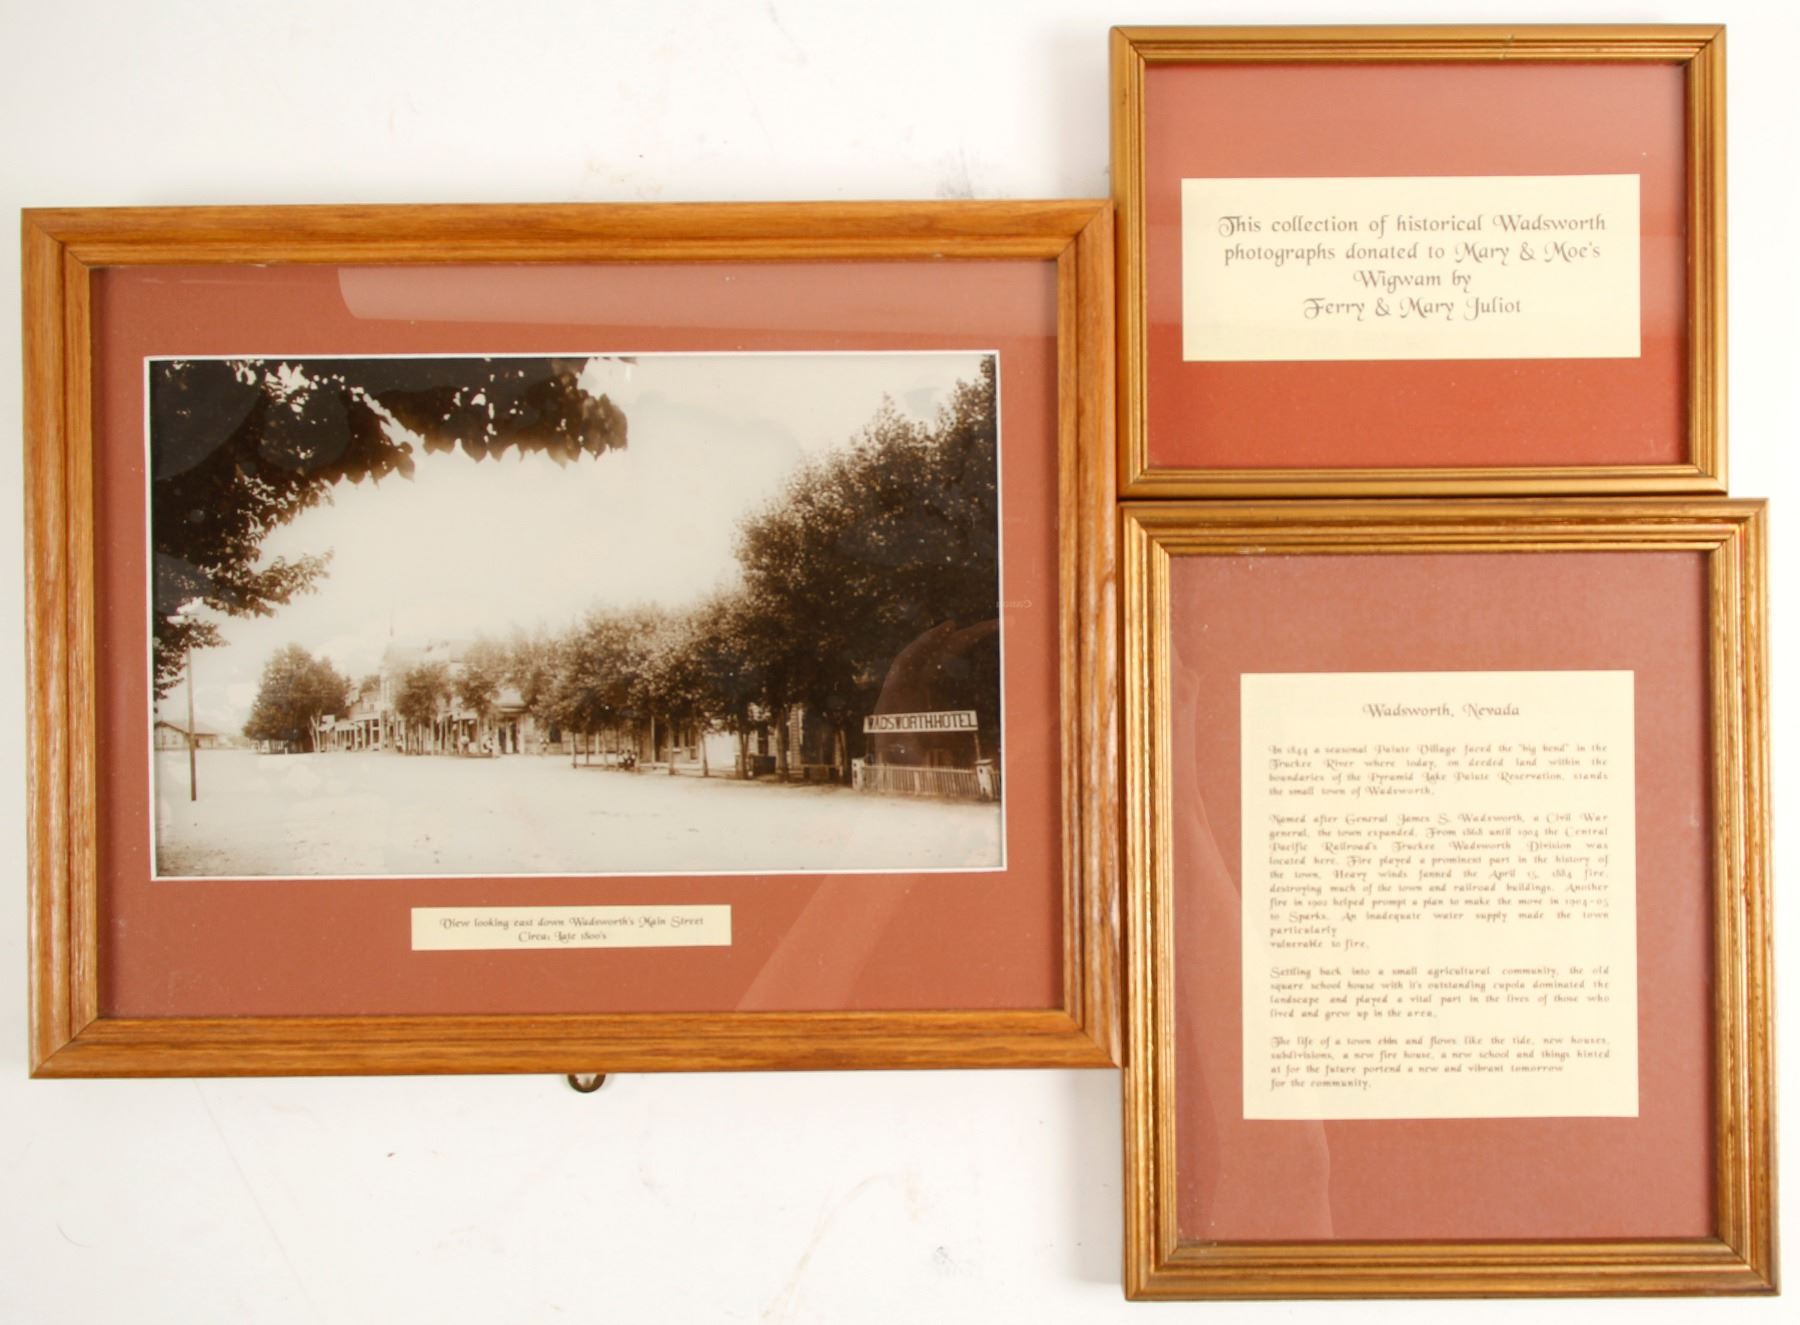 This collection of historical Wadsworth
photographs donated to Mary & Moe's
Wigwam by
Ferry & Mary Juliot
WADSWORTH HOTEL
View looking east down Wadsworth's Main Street
Circa: Late 1800's
Wadsworth, Nevada
In 1844 a seasonal Paiute Village faced the "big bend" in the
Truckee River where today, on deeded land within the
boundaries of the Pyramid Lake Paiute Reservation, stands
the small town of Wadsworth.
Named after General James S. Wadsworth, a Civil War
general, the town expanded. From 1868 until 1904 the Central
Pacific Railroad's Truckee Wadsworth Division was
located here. Fire played a prominent part in the history of
the town. Heavy winds fanned the April 15, 1884 fire,
destroying much of the town and railroad buildings. Another
fire in 1902 helped prompt a plan to make the move in 1904-05
to Sparks. An inadequate water supply made the town
particularly
vulnerable to fire.
Settling back into a small agricultural community, the old
square school house with it's outstanding cupola dominated the
landscape and played a vital part in the lives of those who
lived and grew up in the area.
The life of a town ebbs and flows like the tide, new houses,
subdivisions, a new fire house, a new school and things hinted
at for the future portend a new and vibrant tomorrow
for the community.